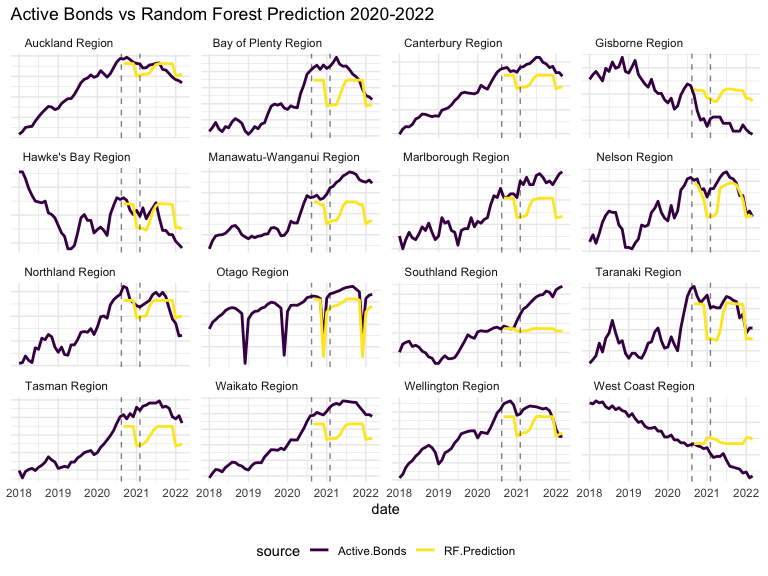 Active Bonds vs Random Forest Prediction 2020-2022
Auckland Region
Bay of Plenty Region
Canterbury Region
Gisborne Region
Hawke's Bay Region
Manawatu-Wanganui Region
Marlborough Region
Nelson Region
Northland Region
Otago Region
Southland Region
Taranaki Region
Tasman Region
Waikato Region
Wellington Region
West Coast Region
2018 2019 2020 2021 2022 2018 2019 2020 2021 2022 2018 2019 2020 2021 2022 2018 2019 2020 2021 2022
date
source Active.Bonds RF.Prediction